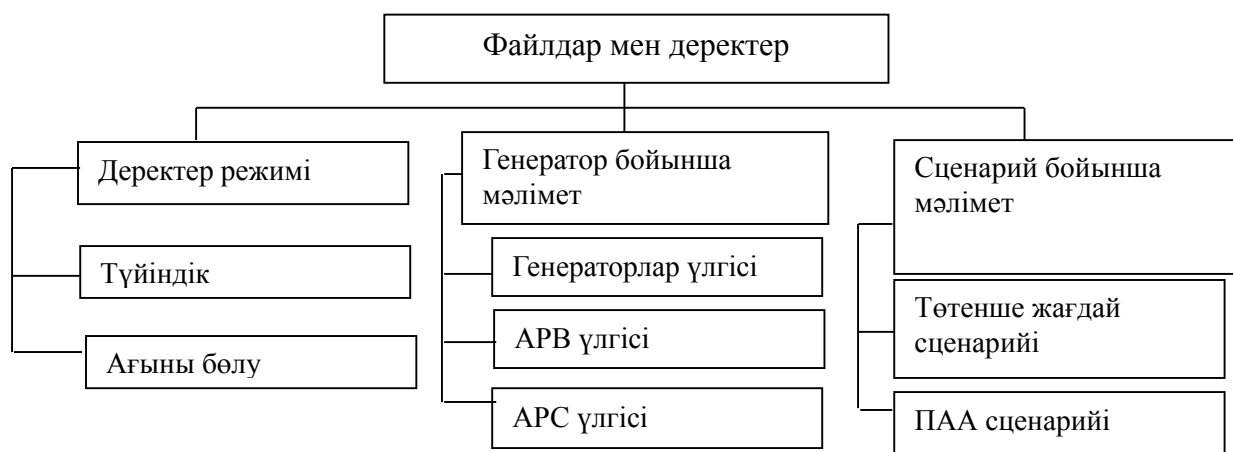 Файлдар мен деректер
Деректер режимі
Түйіндік
Ағыны бөлу
Генератор бойынша
мәлімет
Генераторлар үлгісі
АРВ үлгісі
АРС үлгісі
Сценарий бойынша
мәлімет
Төтенше жағдай
сценарийі
ПАА сценарийі